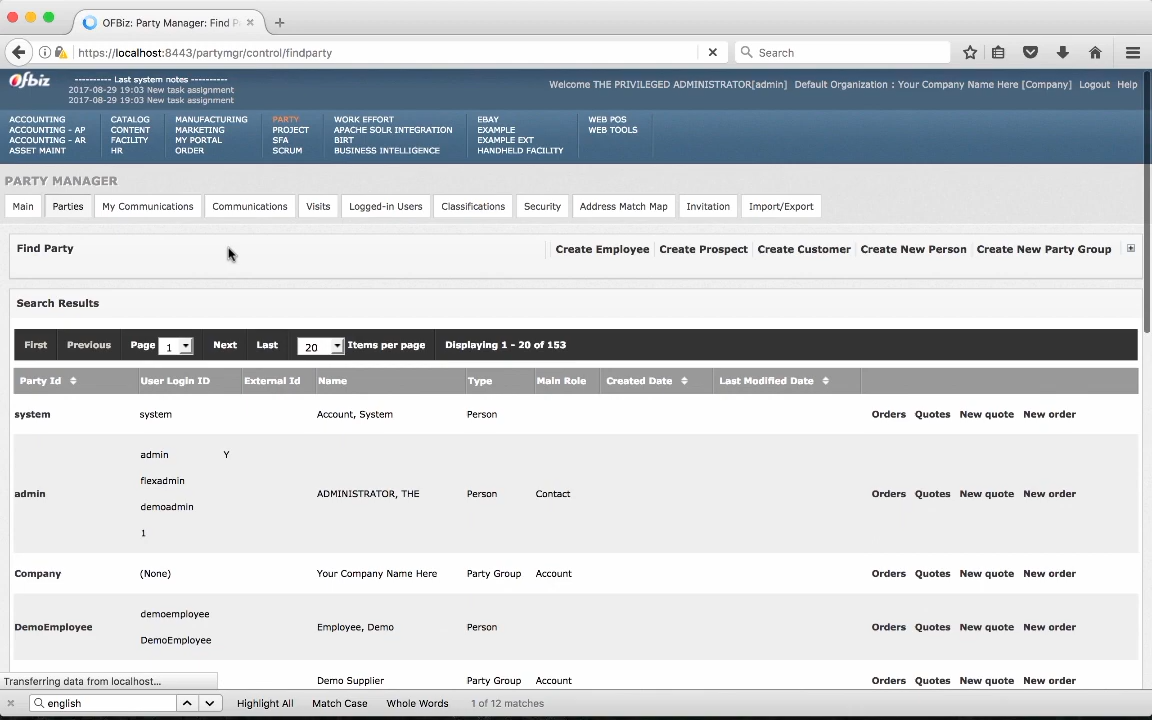 OFBiz: Party Manager: Find P
https://localhost:8443/partymgr/control/findparty
Search
Ofbiz
---------- Last system notes ----------
2017-08-29 19:03 New task assignment
2017-08-29 19:03 New task assignment
Welcome THE PRIVILEGED ADMINISTRATOR[admin] Default Organization : Your Company Name Here [Company] Logout Help
ACCOUNTING CATALOG MANUFACTURING PARTY WORK EFFORT EBAY WEB POS
ACCOUNTING - AP CONTENT MARKETING PROJECT APACHE SOLR INTEGRATION EXAMPLE WEB TOOLS
ACCOUNTING - AR FACILITY MY PORTAL SFA BIRT EXAMPLE EXT
ASSET MAINT HR ORDER SCRUM BUSINESS INTELLIGENCE HANDHELD FACILITY
PARTY MANAGER
Main Parties My Communications Communications Visits Logged-in Users Classifications Security Address Match Map Invitation Import/Export
Find Party Create Employee Create Prospect Create Customer Create New Person Create New Party Group
Search Results
First Previous Page 1 Next Last 20 Items per page Displaying 1 - 20 of 153
Party Id User Login ID External Id Name Type Main Role Created Date Last Modified Date
system system Account, System Person Orders Quotes New quote New order
admin Y
flexadmin
admin ADMINISTRATOR, THE Person Contact Orders Quotes New quote New order
demoadmin
1
Company (None) Your Company Name Here Party Group Account Orders Quotes New quote New order
demoemployee
DemoEmployee Employee, Demo Person Orders Quotes New quote New order
DemoEmployee
Demo Supplier Party Group Account Orders Quotes New quote New order
Transferring data from localhost...
english Highlight All Match Case Whole Words 1 of 12 matches